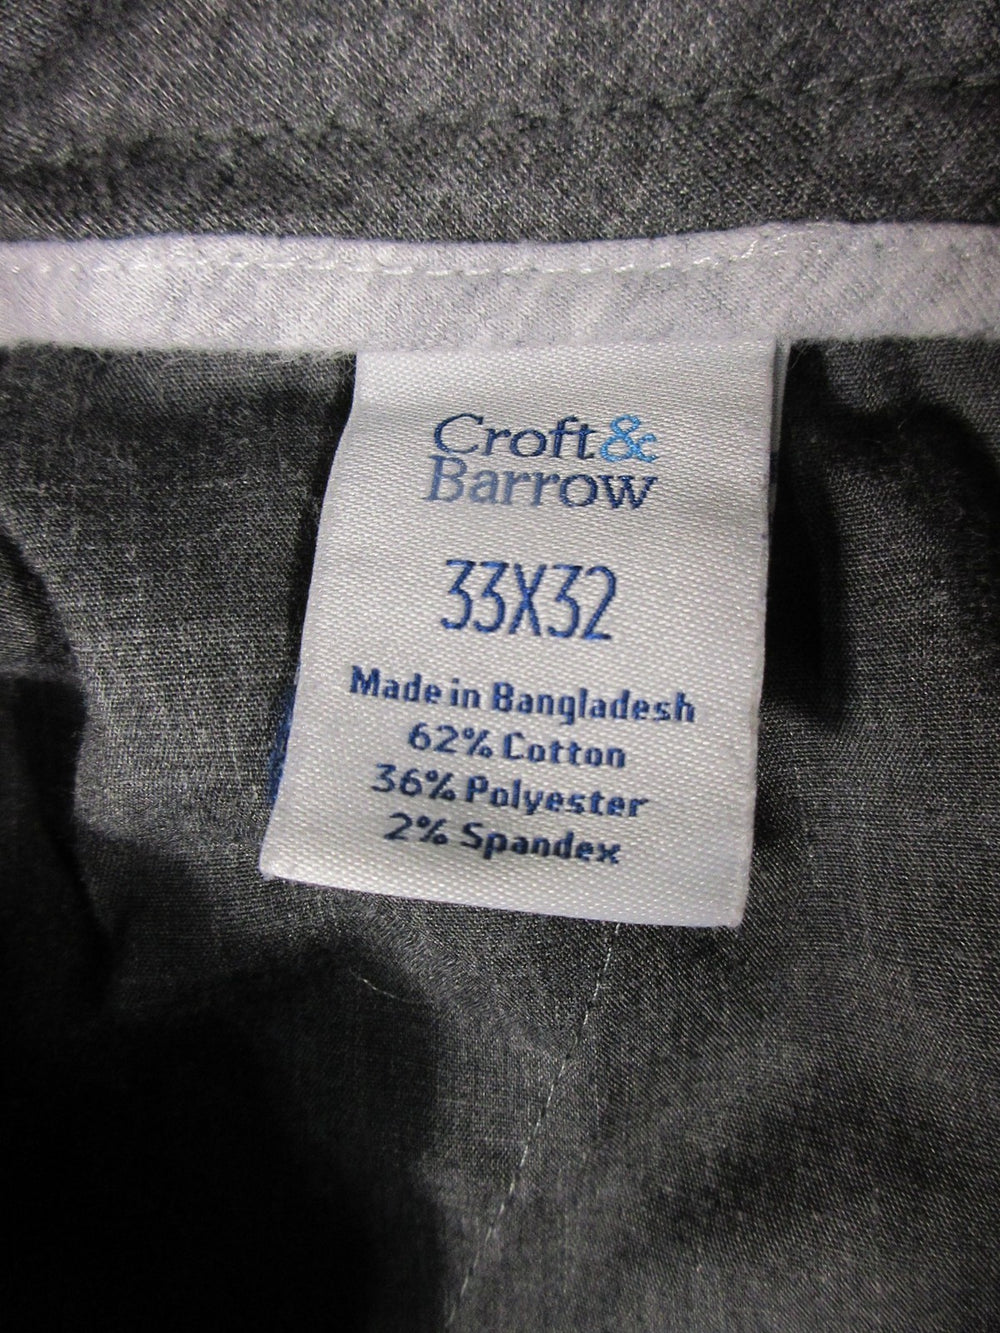 Croft&
Barrow
33X32
Made in Bangladesh
62% Cotton
36% Polyester
2% Spandex